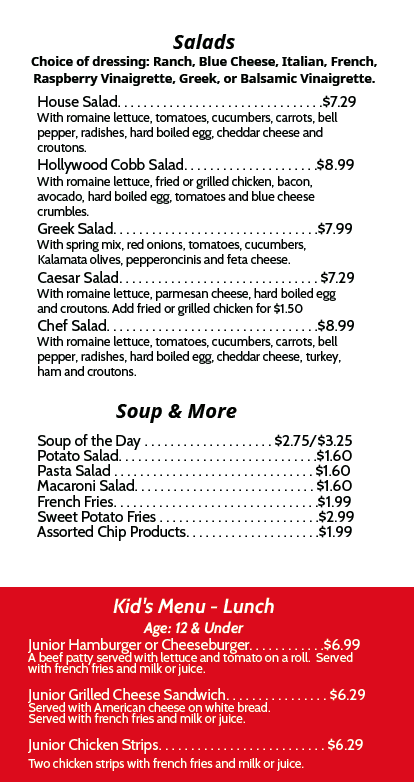 Salads
Choice of dressing: Ranch, Blue Cheese, Italian, French,
Raspberry Vinaigrette, Greek, or Balsamic Vinaigrette.
House Salad. . . . . . . . . . . . . . . . . . . . . . . . . . . . . . . .$7.29
With romaine lettuce, tomatoes, cucumbers, carrots, bell
pepper, radishes, hard boiled egg, cheddar cheese and
croutons.
Hollywood Cobb Salad. . . . . . . . . . . . . . . . . . . . .$8.99
With romaine lettuce, fried or grilled chicken, bacon,
avocado, hard boiled egg, tomatoes and blue cheese
crumbles.
Greek Salad. . . . . . . . . . . . . . . . . . . . . . . . . . . . . . . .$7.99
With spring mix, red onions, tomatoes, cucumbers,
Kalamata olives, pepperoncinis and feta cheese.
Caesar Salad. . . . . . . . . . . . . . . . . . . . . . . . . . . . . . . $7.29
With romaine lettuce, parmesan cheese, hard boiled egg
and croutons. Add fried or grilled chicken for $1.50
Chef Salad. . . . . . . . . . . . . . . . . . . . . . . . . . . . . . . . .$8.99
With romaine lettuce, tomatoes, cucumbers, carrots, bell
pepper, radishes, hard boiled egg, cheddar cheese, turkey,
ham and croutons.
Soup & More
Soup of the Day . . . . . . . . . . . . . . . . . . . . $2.75/$3.25
Potato Salad. . . . . . . . . . . . . . . . . . . . . . . . . . . . . . .$1.60
Pasta Salad . . . . . . . . . . . . . . . . . . . . . . . . . . . . . . . $1.60
Macaroni Salad. . . . . . . . . . . . . . . . . . . . . . . . . . . . $1.60
French Fries. . . . . . . . . . . . . . . . . . . . . . . . . . . . . . . .$1.99
Sweet Potato Fries . . . . . . . . . . . . . . . . . . . . . . . . .$2.99
Assorted Chip Products. . . . . . . . . . . . . . . . . . . . .$1.99
Kid's Menu - Lunch
Age: 12 & Under
Junior Hamburger or Cheeseburger. . . . . . . . . . . .$6.99
A beef patty served with lettuce and tomato on a roll. Served
with french fries and milk or juice.
Junior Grilled Cheese Sandwich. . . . . . . . . . . . . . . . $6.29
Served with American cheese on white bread.
Served with french fries and milk or juice.
Junior Chicken Strips. . . . . . . . . . . . . . . . . . . . . . . . . . $6.29
Two chicken strips with french fries and milk or juice.